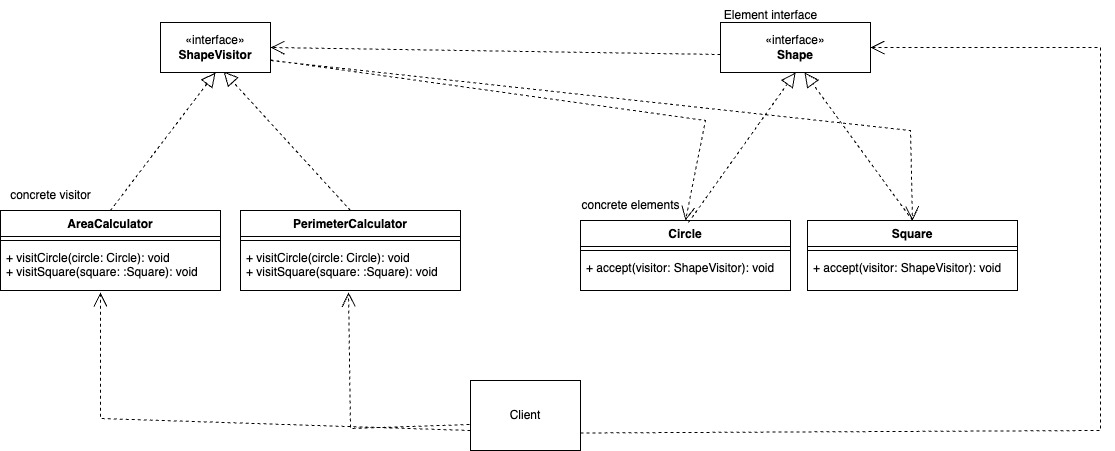 Element interface
«interface»
ShapeVisitor
«interface»
Shape
concrete visitor
concrete elements
AreaCalculator
+ visitCircle(circle: Circle): void
+ visitSquare(square: :Square): void
PerimeterCalculator
+ visitCircle(circle: Circle): void
+ visitSquare(square: :Square): void
Circle
+ accept(visitor: ShapeVisitor): void
Square
+ accept(visitor: ShapeVisitor): void
Client